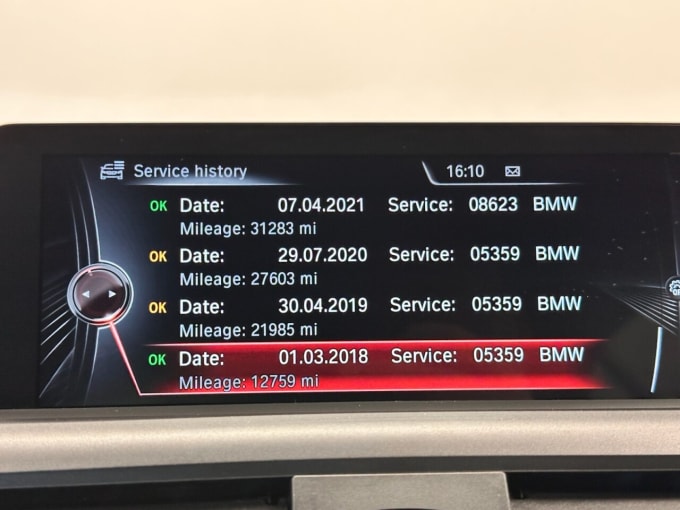 Service history 16:10
OK Date: 07.04.2021 Service: 08623 BMW
Mileage: 31283 mi
OK Date: 29.07.2020 Service: 05359 BMW
Mileage: 27603 mi
OK Date: 30.04.2019 Service: 05359 BMW
Mileage: 21985 mi
OK Date: 01.03.2018 Service: 05359 BMW
Mileage: 12759 mi